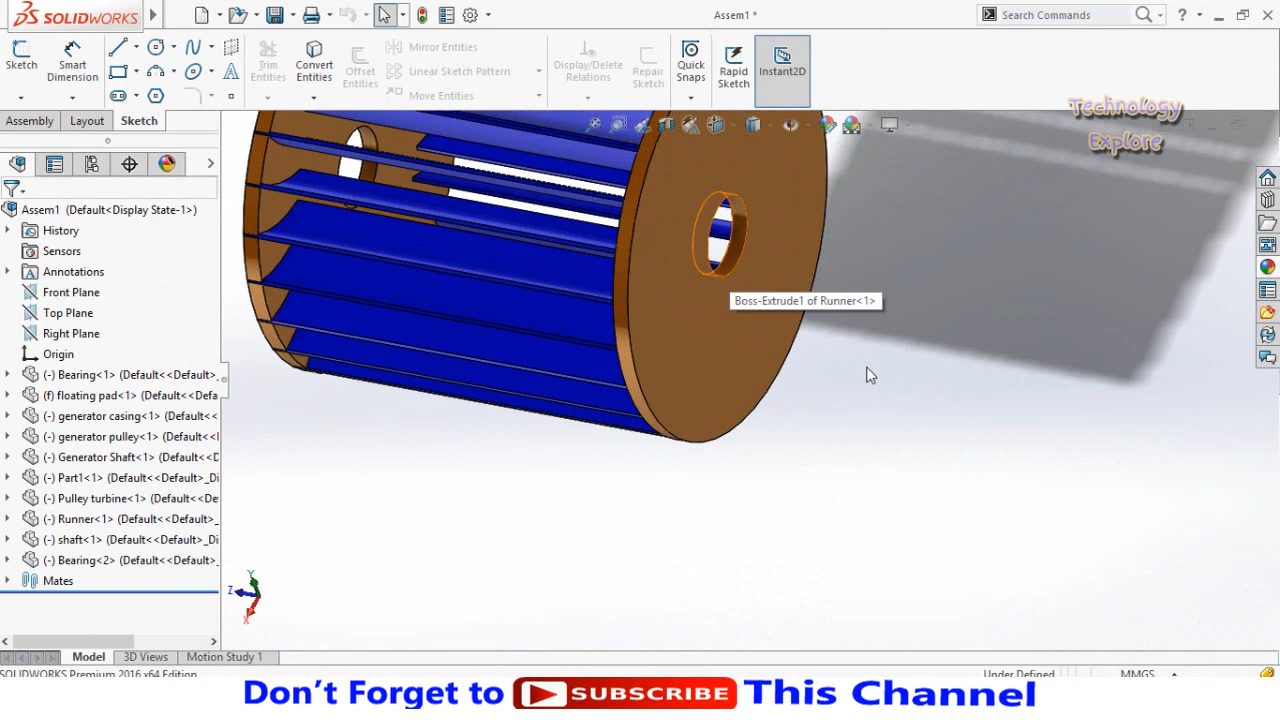 SOLIDWORKS
Assem1 *
Search Commands
?
Sketch
Smart
Dimension
Trim
Entities
Convert
Entities
Offset
Entities
Mirror Entities
Linear Sketch Pattern
Move Entities
Display/Delete
Relations
Repair
Sketch
Quick
Snaps
Rapid
Sketch
Instant2D
Technology
Explore
Assembly
Layout
Sketch
Assem1 (Default<Display State-1>)
History
Sensors
Annotations
Front Plane
Top Plane
Right Plane
Origin
(-) Bearing<1> (Default<<Default>_
(f) floating pad<1> (Default<<Defa
(-) generator casing<1> (Default<<
(-) generator pulley<1> (Default<<
(-) Generator Shaft<1> (Default<<
(-) Part1<1> (Default<<Default>_Di
(-) Pulley turbine<1> (Default<<De
(-) Runner<1> (Default<<Default>_
(-) shaft<1> (Default<<Default>_Di
(-) Bearing<2> (Default<<Default>_
Mates
Boss-Extrude1 of Runner<1>
Y
Z
X
Model
3D Views
Motion Study 1
SOLIDWORKS Premium 2016 x64 Edition
Under Defined
MMGS
Don't Forget to SUBSCRIBE This Channel